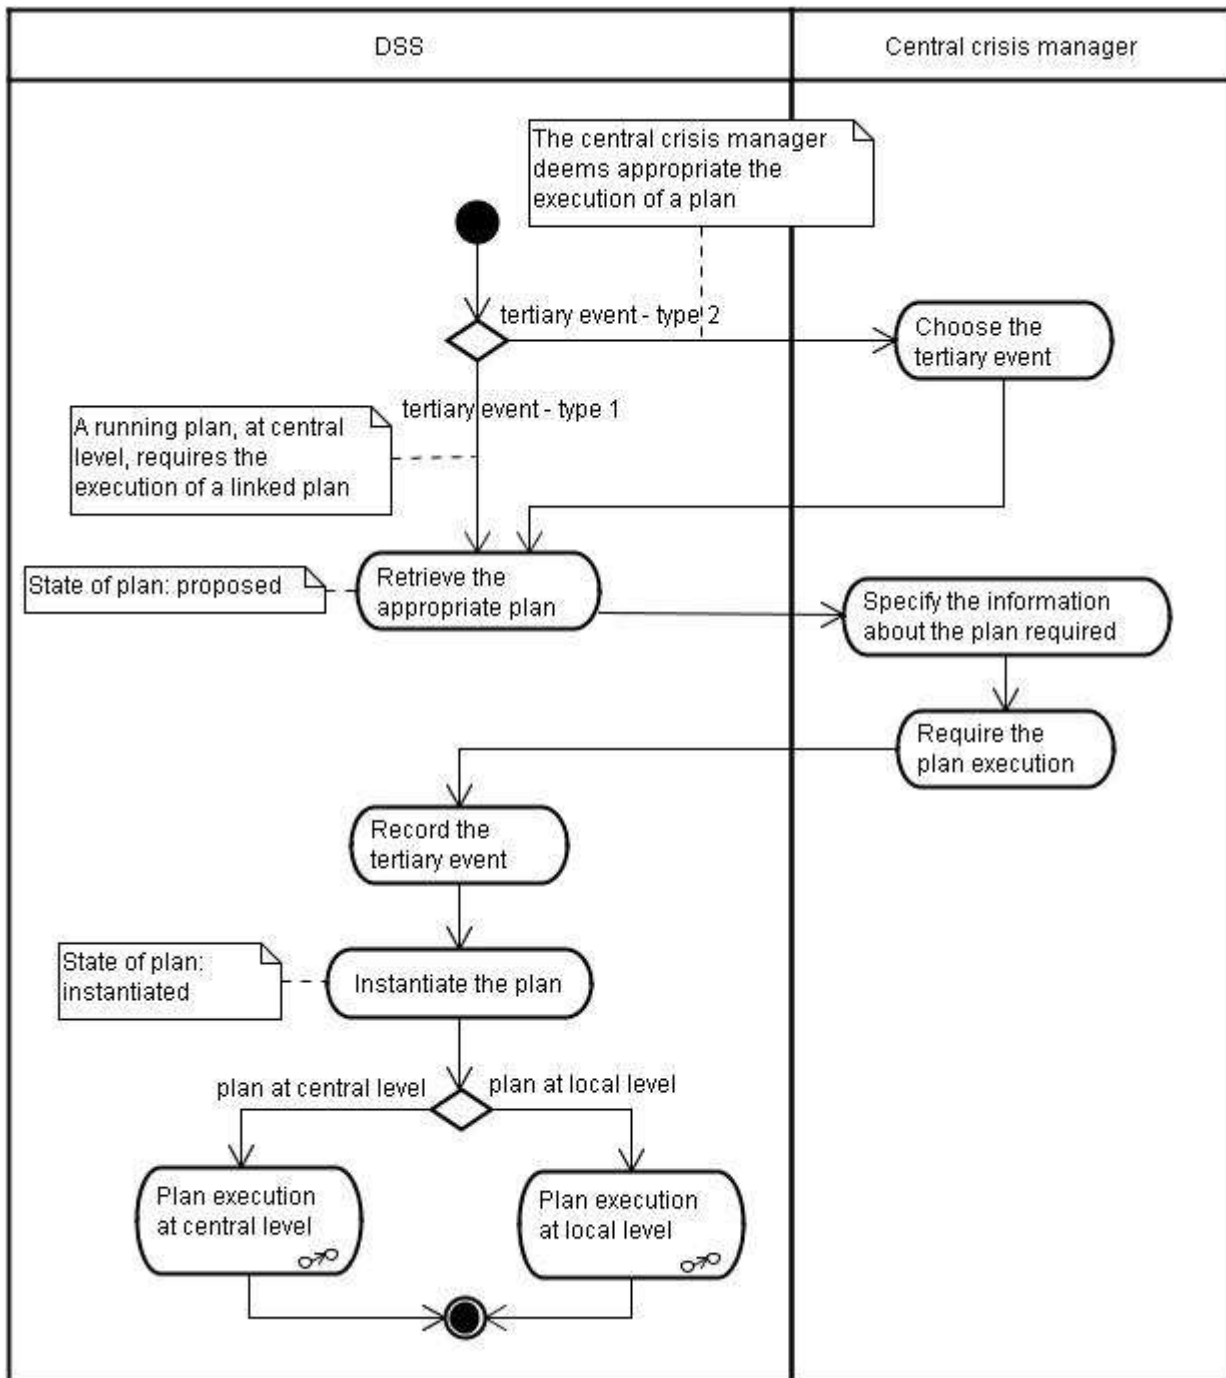 DSS
Central crisis manager
The central crisis manager
deems appropriate the
execution of a plan
tertiary event - type 2
Choose the
tertiary event
tertiary event - type 1
A running plan, at central
level, requires the
execution of a linked plan
State of plan: proposed
Retrieve the
appropriate plan
Specify the information
about the plan required
Require the
plan execution
Record the
tertiary event
State of plan:
instantiated
Instantiate the plan
plan at central level
plan at local level
Plan execution
at central level
Plan execution
at local level